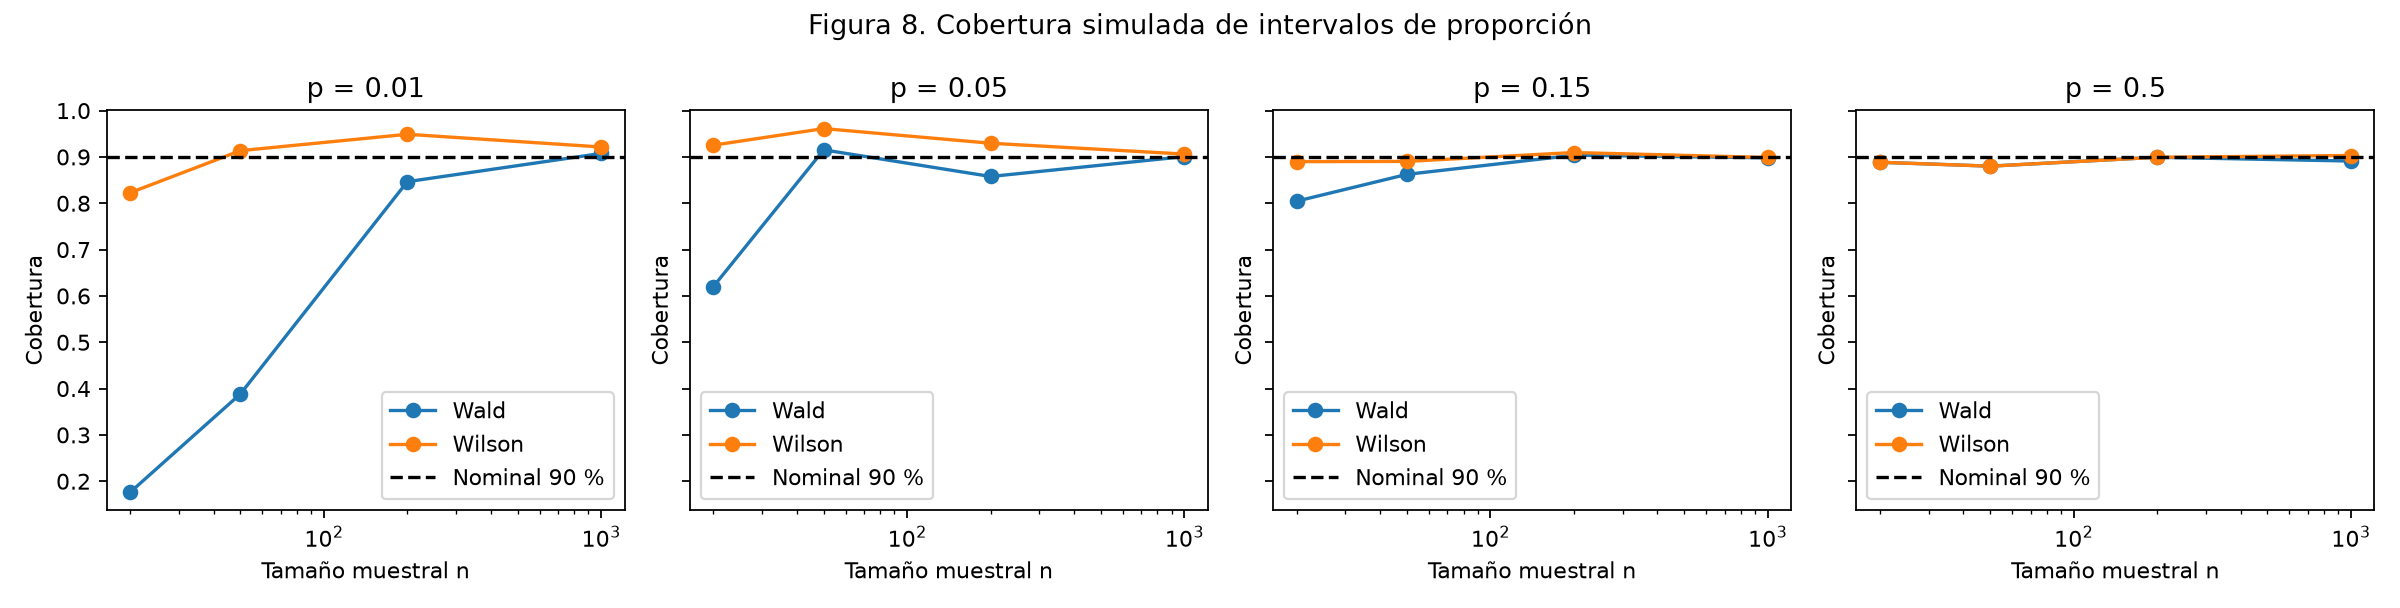 Figura 8. Cobertura simulada de intervalos de proporción
p = 0.01
1.0
0.9
0.8
0.7
0.6
0.5
0.4
0.3
0.2
Cobertura
Wald
Wilson
Nominal 90 %
10²
10³
Tamaño muestral n
p = 0.05
Cobertura
Wald
Wilson
Nominal 90 %
10²
10³
Tamaño muestral n
p = 0.15
Cobertura
Wald
Wilson
Nominal 90 %
10²
10³
Tamaño muestral n
p = 0.5
Cobertura
Wald
Wilson
Nominal 90 %
10²
10³
Tamaño muestral n